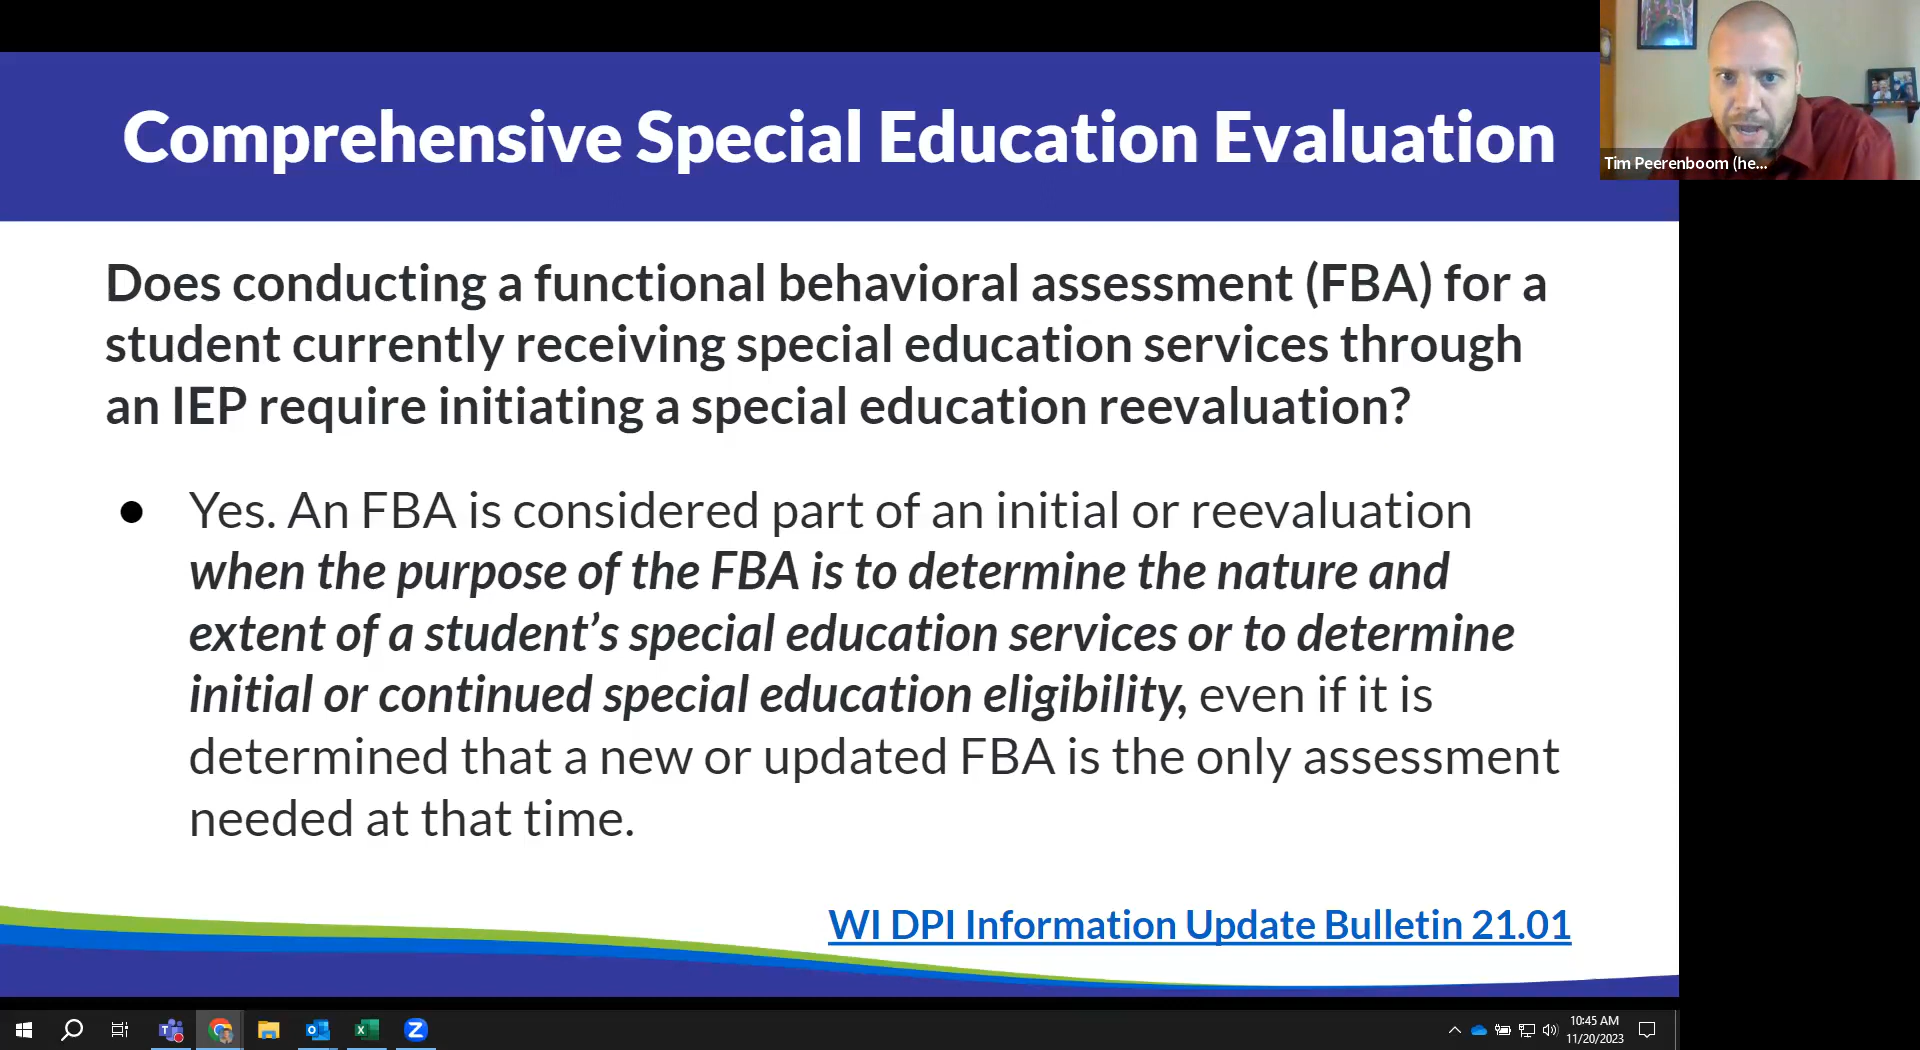 Comprehensive Special Education Evaluation
Tim Peerenboom (he...
Does conducting a functional behavioral assessment (FBA) for a
student currently receiving special education services through
an IEP require initiating a special education reevaluation?
● Yes. An FBA is considered part of an initial or reevaluation
when the purpose of the FBA is to determine the nature and
extent of a student’s special education services or to determine
initial or continued special education eligibility, even if it is
determined that a new or updated FBA is the only assessment
needed at that time.
WI DPI Information Update Bulletin 21.01
10:45 AM
11/20/2023